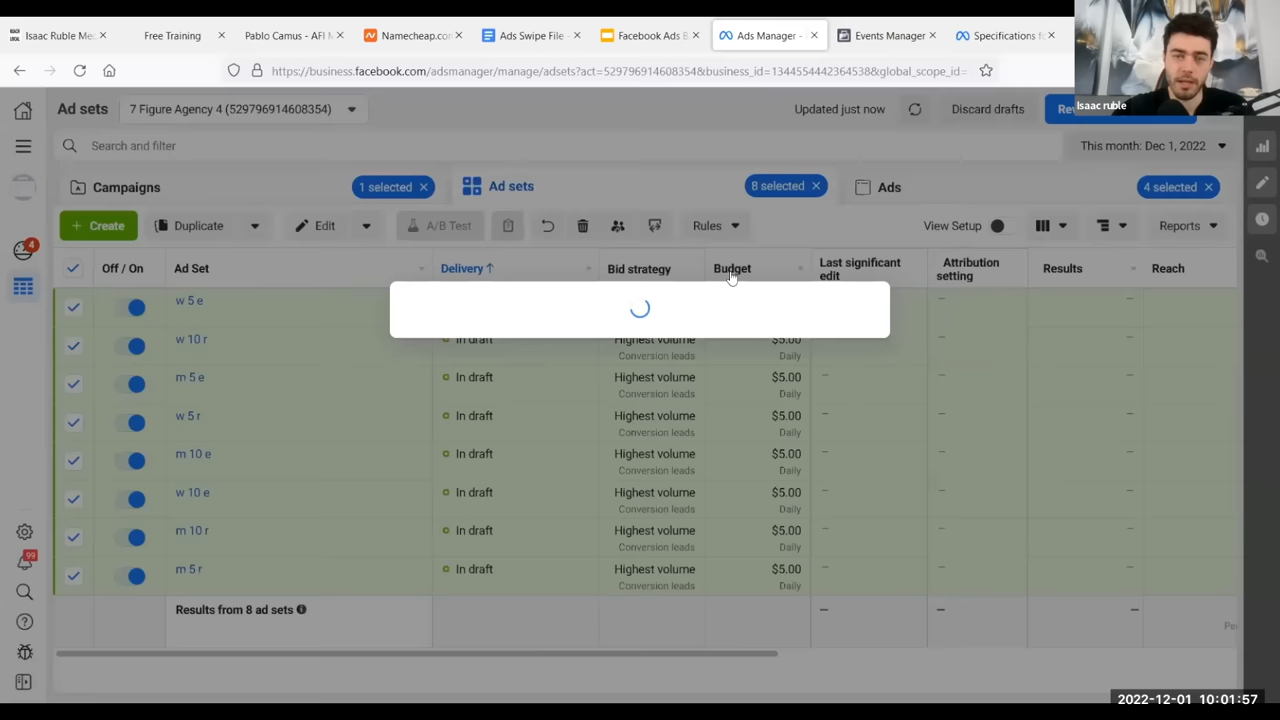 Isaac Ruble Me
Free Training
Pablo Camus - AFI M
Namecheap.co
Ads Swipe File -
Facebook Ads B
Ads Manager -
Events Manager
Specifications fo
https://business.facebook.com/adsmanager/manage/adsets?act=529796914608354&business_id=1344554442364538&global_scope_id=
Isaac ruble
Ad sets
7 Figure Agency 4 (529796914608354)
Updated just now
Discard drafts
Re
Search and filter
This month: Dec 1, 2022
Campaigns
1 selected
Ad sets
8 selected
Ads
4 selected
+ Create
Duplicate
Edit
A/B Test
Rules
View Setup
Reports
Off / On
Ad Set
Delivery ↑
Bid strategy
Budget
Last significant
edit
Attribution
setting
Results
Reach
w 5 e
– – –
w 10 r
In draft
Highest volume
$5.00
Conversion leads
Daily
– – –
m 5 e
In draft
Highest volume
$5.00
Conversion leads
Daily
– – –
w 5 r
In draft
Highest volume
$5.00
Conversion leads
Daily
– – –
m 10 e
In draft
Highest volume
$5.00
Conversion leads
Daily
– – –
w 10 e
In draft
Highest volume
$5.00
Conversion leads
Daily
– – –
m 10 r
In draft
Highest volume
$5.00
Conversion leads
Daily
– – –
m 5 r
In draft
Highest volume
$5.00
Conversion leads
Daily
– – –
Results from 8 ad sets
– – –
Pe
4
99
2022-12-01 10:01:57